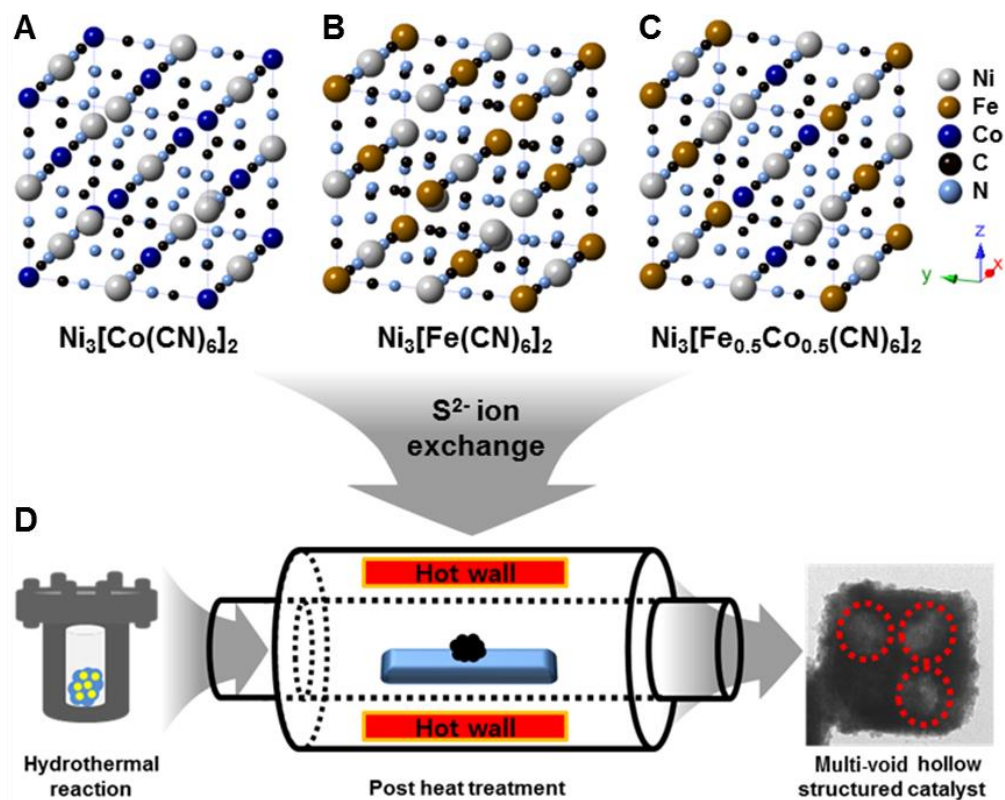 A
B
C
Ni
Fe
Co
C
N
z
x
y
Ni₃[Co(CN)₆]₂
Ni₃[Fe(CN)₆]₂
Ni₃[Fe₀.₅Co₀.₅(CN)₆]₂
S²⁻ ion
exchange
D
Hot wall
Hot wall
Hydrothermal
reaction
Post heat treatment
Multi-void hollow
structured catalyst